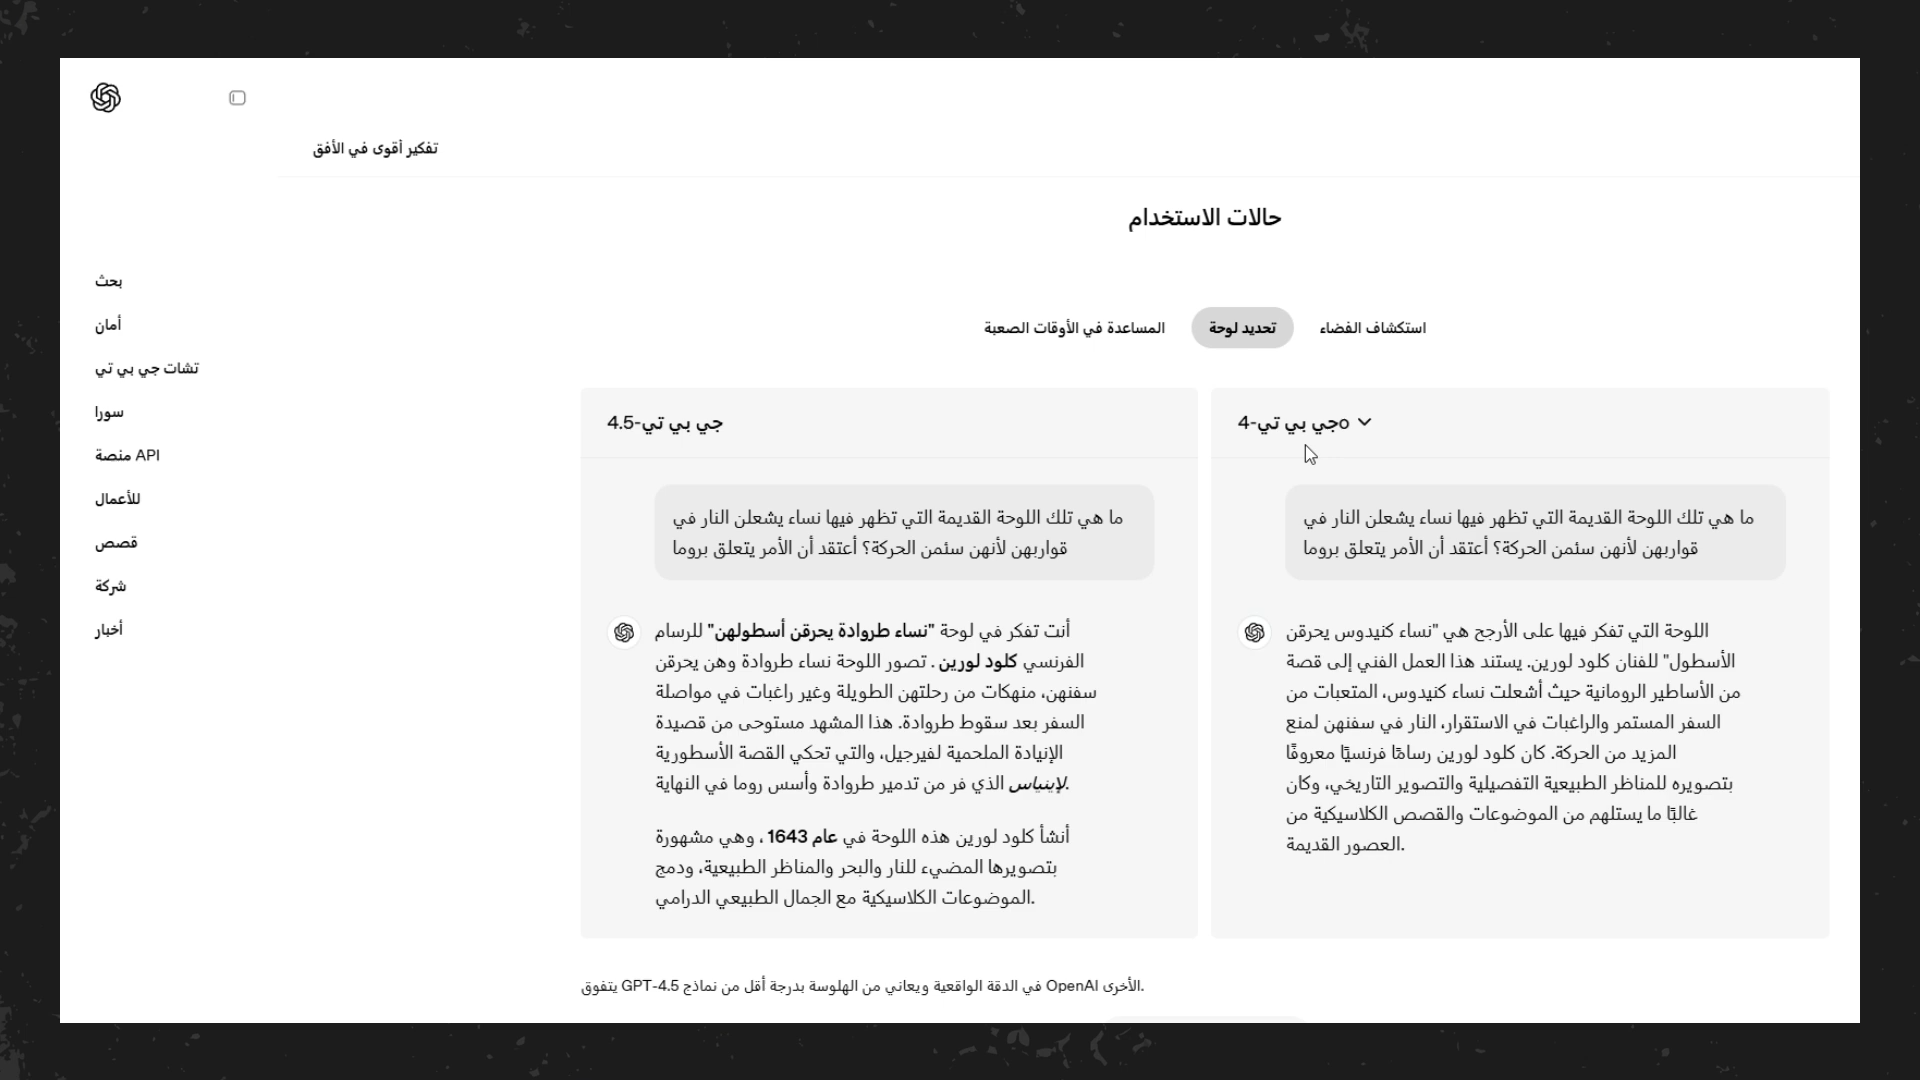 تفكير أقوى في الأفق
حالات الاستخدام
بحث
أمان
تشات جي بي تي
سورا
منصة API
للأعمال
قصص
شركة
أخبار
استكشاف الفضاء
تحديد لوحة
المساعدة في الأوقات الصعبة
جي بي تي-4.5
ما هي تلك اللوحة القديمة التي تظهر فيها نساء يشعلن النار في
قواربهن لأنهن سئمن الحركة؟ أعتقد أن الأمر يتعلق بروما
أنت تفكر في لوحة "نساء طروادة يحرقن أسطولهن" للرسام
الفرنسي كلود لورين . تصور اللوحة نساء طروادة وهن يحرقن
سفنهن، منهكات من رحلتهن الطويلة وغير راغبات في مواصلة
السفر بعد سقوط طروادة. هذا المشهد مستوحى من قصيدة
الإنيادة الملحمية لفيرجيل، والتي تحكي القصة الأسطورية
لإينياس الذي فر من تدمير طروادة وأسس روما في النهاية.
أنشأ كلود لورين هذه اللوحة في عام 1643 ، وهي مشهورة
بتصويرها المضيء للنار والبحر والمناظر الطبيعية، ودمج
الموضوعات الكلاسيكية مع الجمال الطبيعي الدرامي.
جي بي تي-4o
ما هي تلك اللوحة القديمة التي تظهر فيها نساء يشعلن النار في
قواربهن لأنهن سئمن الحركة؟ أعتقد أن الأمر يتعلق بروما
اللوحة التي تفكر فيها على الأرجح هي "نساء كنيدوس يحرقن
الأسطول" للفنان كلود لورين. يستند هذا العمل الفني إلى قصة
من الأساطير الرومانية حيث أشعلت نساء كنيدوس، المتعبات من
السفر المستمر والراغبات في الاستقرار، النار في سفنهن لمنع
المزيد من الحركة. كان كلود لورين رسامًا فرنسيًا معروفًا
بتصويره للمناظر الطبيعية التفصيلية والتصوير التاريخي، وكان
غالبًا ما يستلهم من الموضوعات والقصص الكلاسيكية من
العصور القديمة.
يتفوق GPT-4.5 في الدقة الواقعية ويعاني من الهلوسة بدرجة أقل من نماذج OpenAI الأخرى.